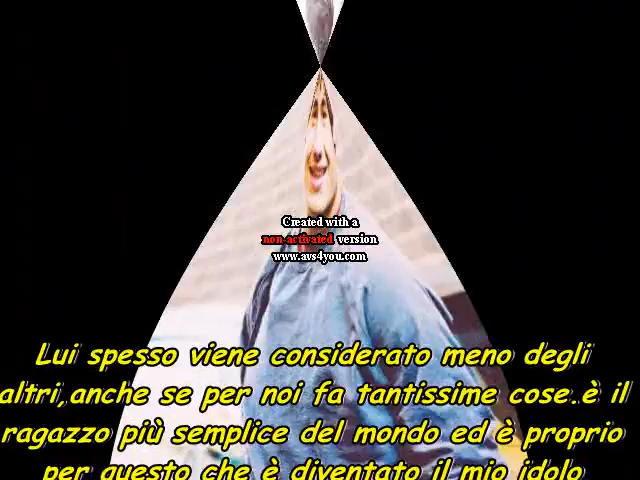 Created with a
non-activated version
www.avs4you.com
Lui spesso viene considerato meno degli
altri,anche se per noi fa tantissime cose.è il
ragazzo più semplice del mondo ed è proprio
per questo che è diventato il mio idolo